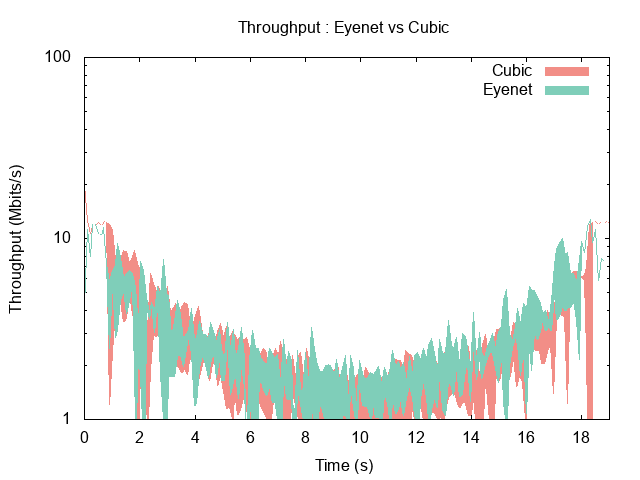 Throughput : Eyenet vs Cubic
100
10
1
Throughput (Mbits/s)
Cubic
Eyenet
0 2 4 6 8 10 12 14 16 18
Time (s)